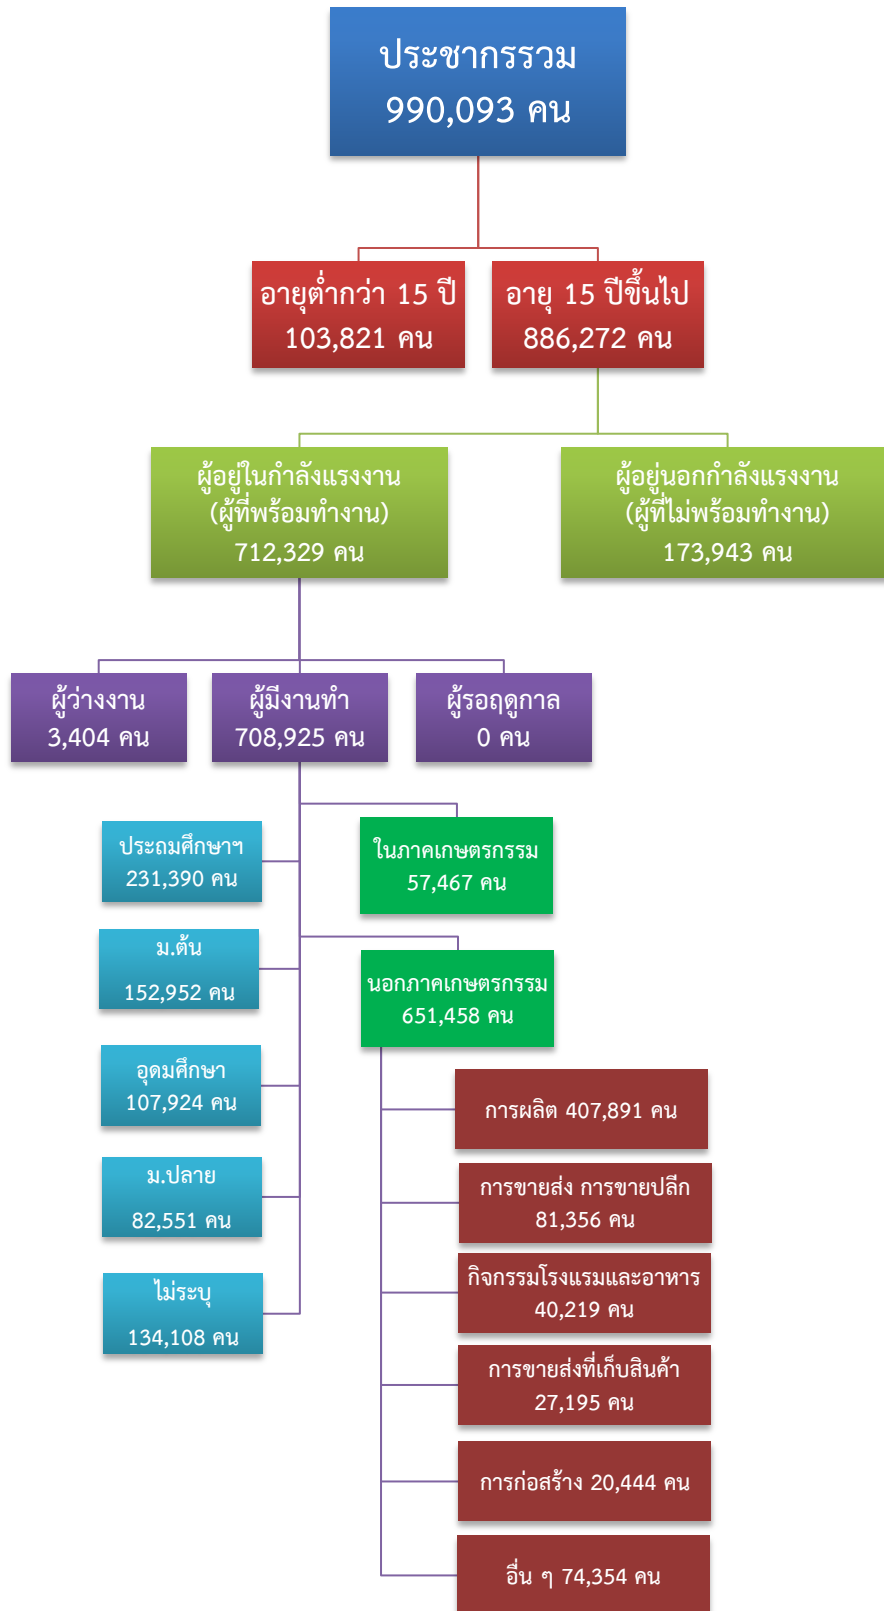 ประชากรรวม
990,093 คน
อายุต่ำกว่า 15 ปี
103,821 คน
อายุ 15 ปีขึ้นไป
886,272 คน
ผู้อยู่ในกำลังแรงงาน
(ผู้ที่พร้อมทำงาน)
712,329 คน
ผู้อยู่นอกกำลังแรงงาน
(ผู้ที่ไม่พร้อมทำงาน)
173,943 คน
ผู้ว่างงาน
3,404 คน
ผู้มีงานทำ
708,925 คน
ผู้รอฤดูกาล
0 คน
ประถมศึกษาฯ
231,390 คน
ม.ต้น
152,952 คน
อุดมศึกษา
107,924 คน
ม.ปลาย
82,551 คน
ไม่ระบุ
134,108 คน
ในภาคเกษตรกรรม
57,467 คน
นอกภาคเกษตรกรรม
651,458 คน
การผลิต 407,891 คน
การขายส่ง การขายปลีก
81,356 คน
กิจกรรมโรงแรมและอาหาร
40,219 คน
การขายส่งที่เก็บสินค้า
27,195 คน
การก่อสร้าง 20,444 คน
อื่น ๆ 74,354 คน